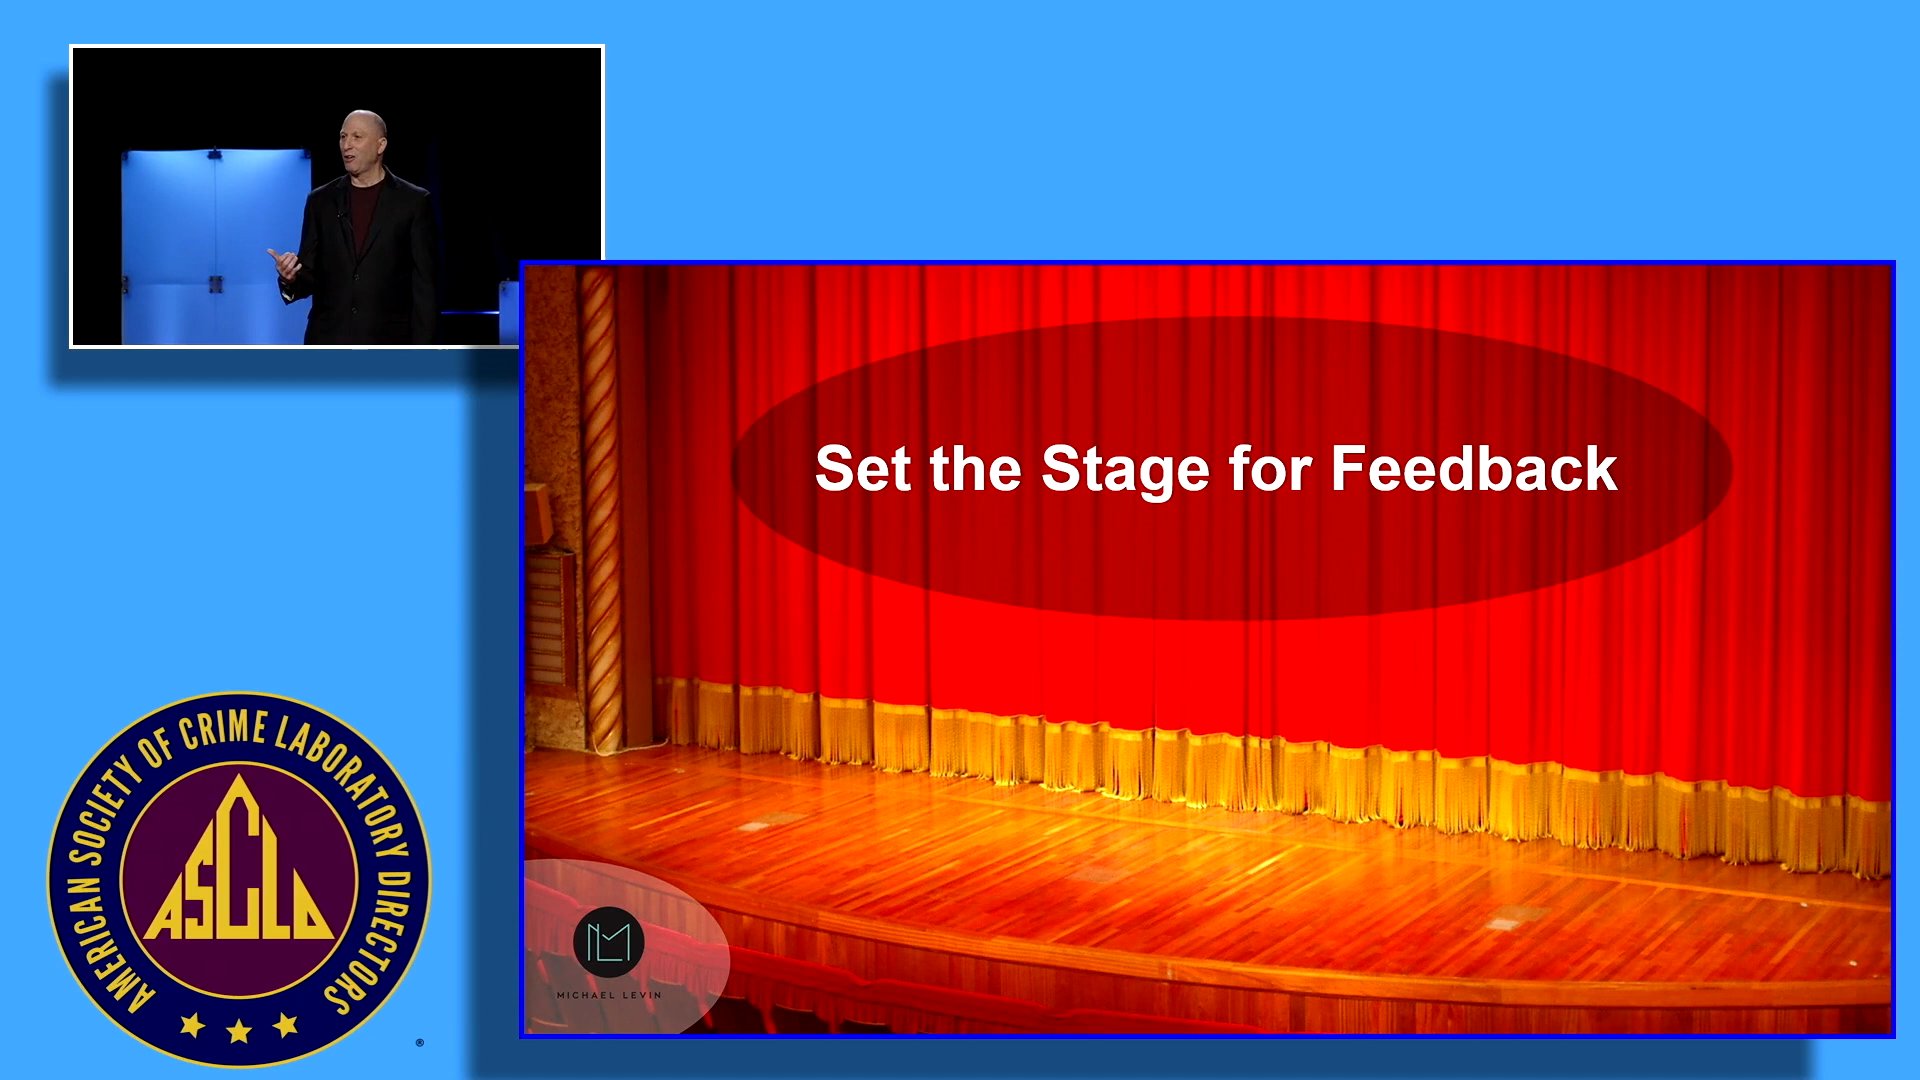 Set the Stage for Feedback
MICHAEL LEVIN
AMERICAN SOCIETY OF CRIME LABORATORY DIRECTORS
ASCLD
®